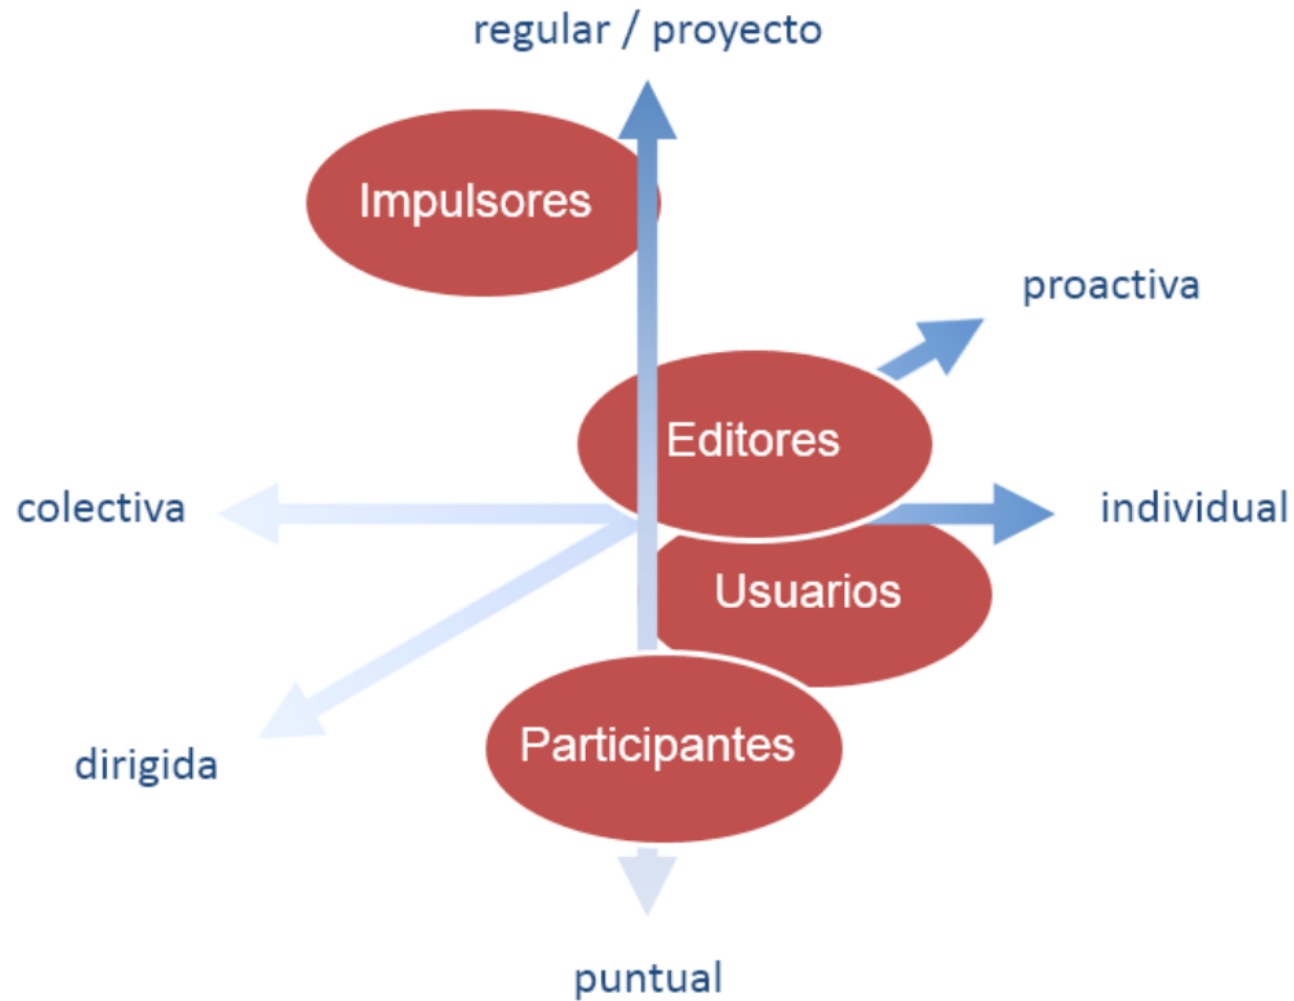 regular / proyecto
Impulsores
proactiva
Editores
colectiva
individual
Usuarios
Participantes
dirigida
puntual